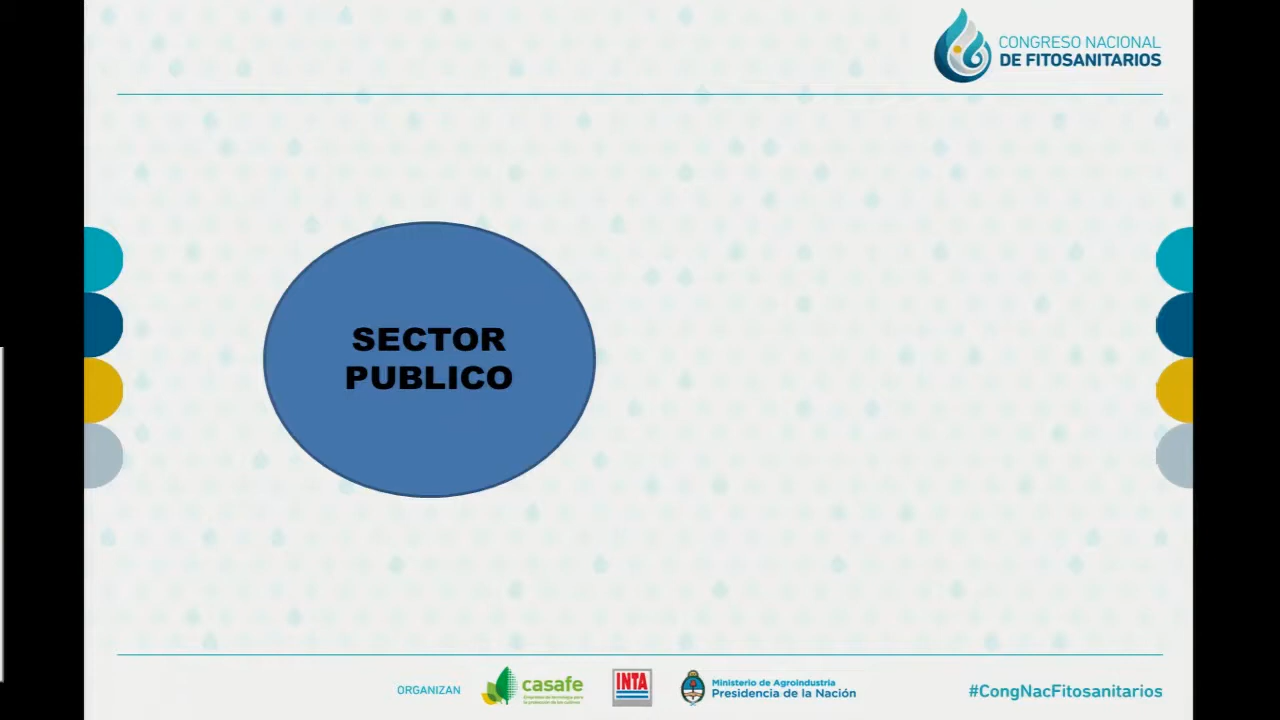 CONGRESO NACIONAL
DE FITOSANITARIOS
SECTOR
PUBLICO
ORGANIZAN
casafe
INTA
Ministerio de Agroindustria
Presidencia de la Nación
#CongNacFitosanitarios